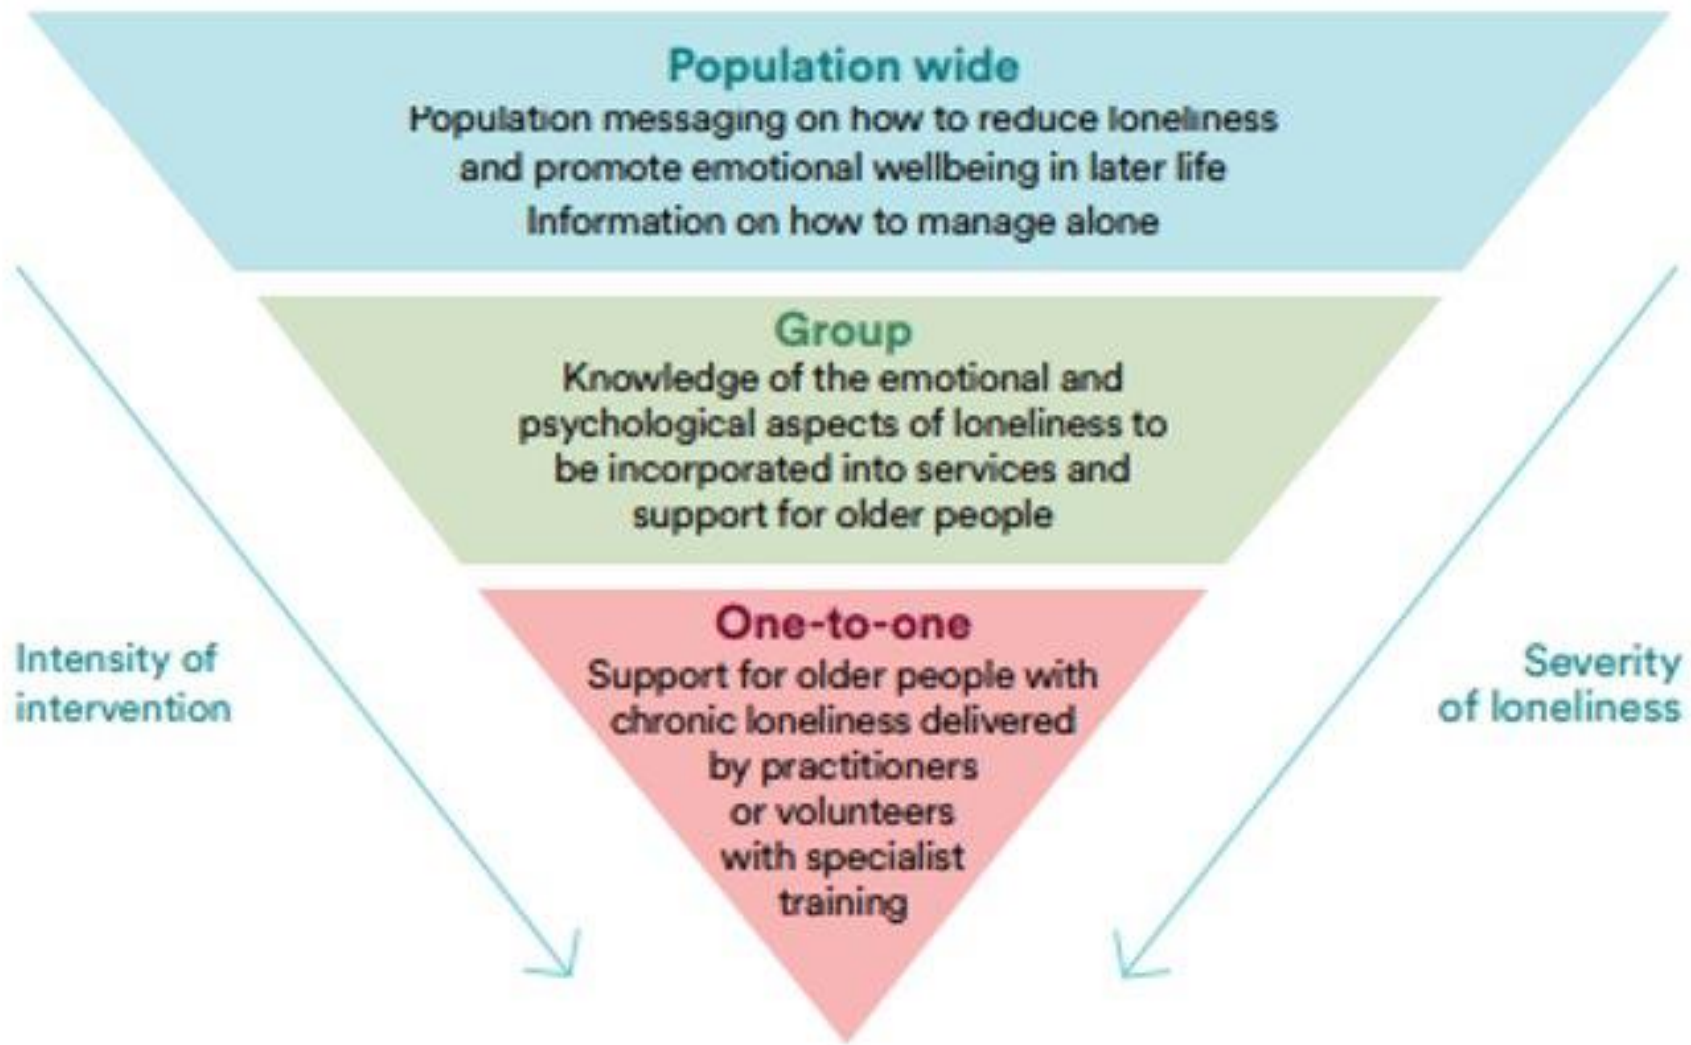 Population wide
Population messaging on how to reduce loneliness
and promote emotional wellbeing in later life
Information on how to manage alone
Group
Knowledge of the emotional and
psychological aspects of loneliness to
be incorporated into services and
support for older people
One-to-one
Support for older people with
chronic loneliness delivered
by practitioners
or volunteers
with specialist
training
Intensity of
intervention
Severity
of loneliness